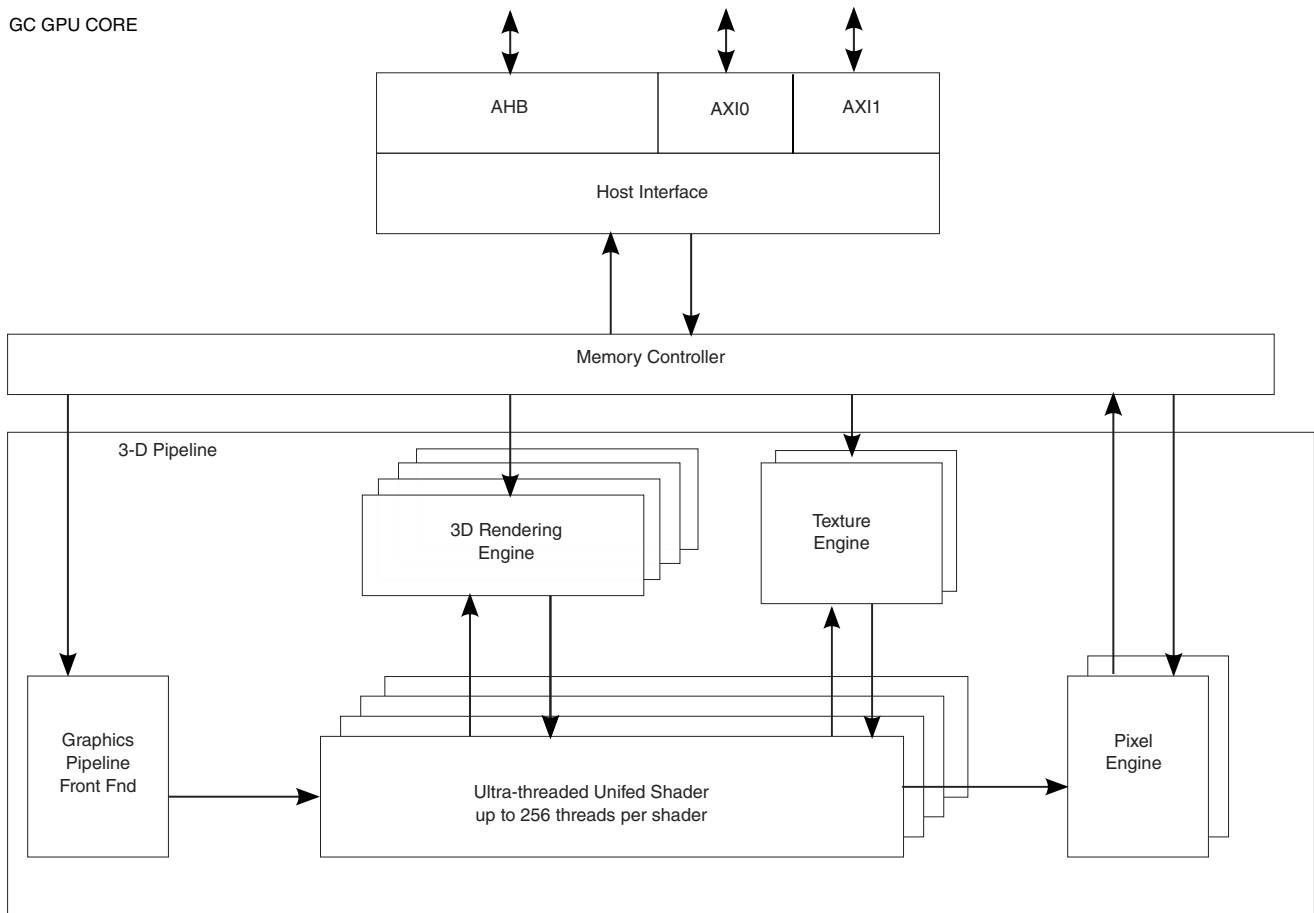 GC GPU CORE
AHB
AXI0
AXI1
Host Interface
Memory Controller
3-D Pipeline
3D Rendering
Engine
Texture
Engine
Graphics
Pipeline
Front Fnd
Ultra-threaded Unifed Shader
up to 256 threads per shader
Pixel
Engine